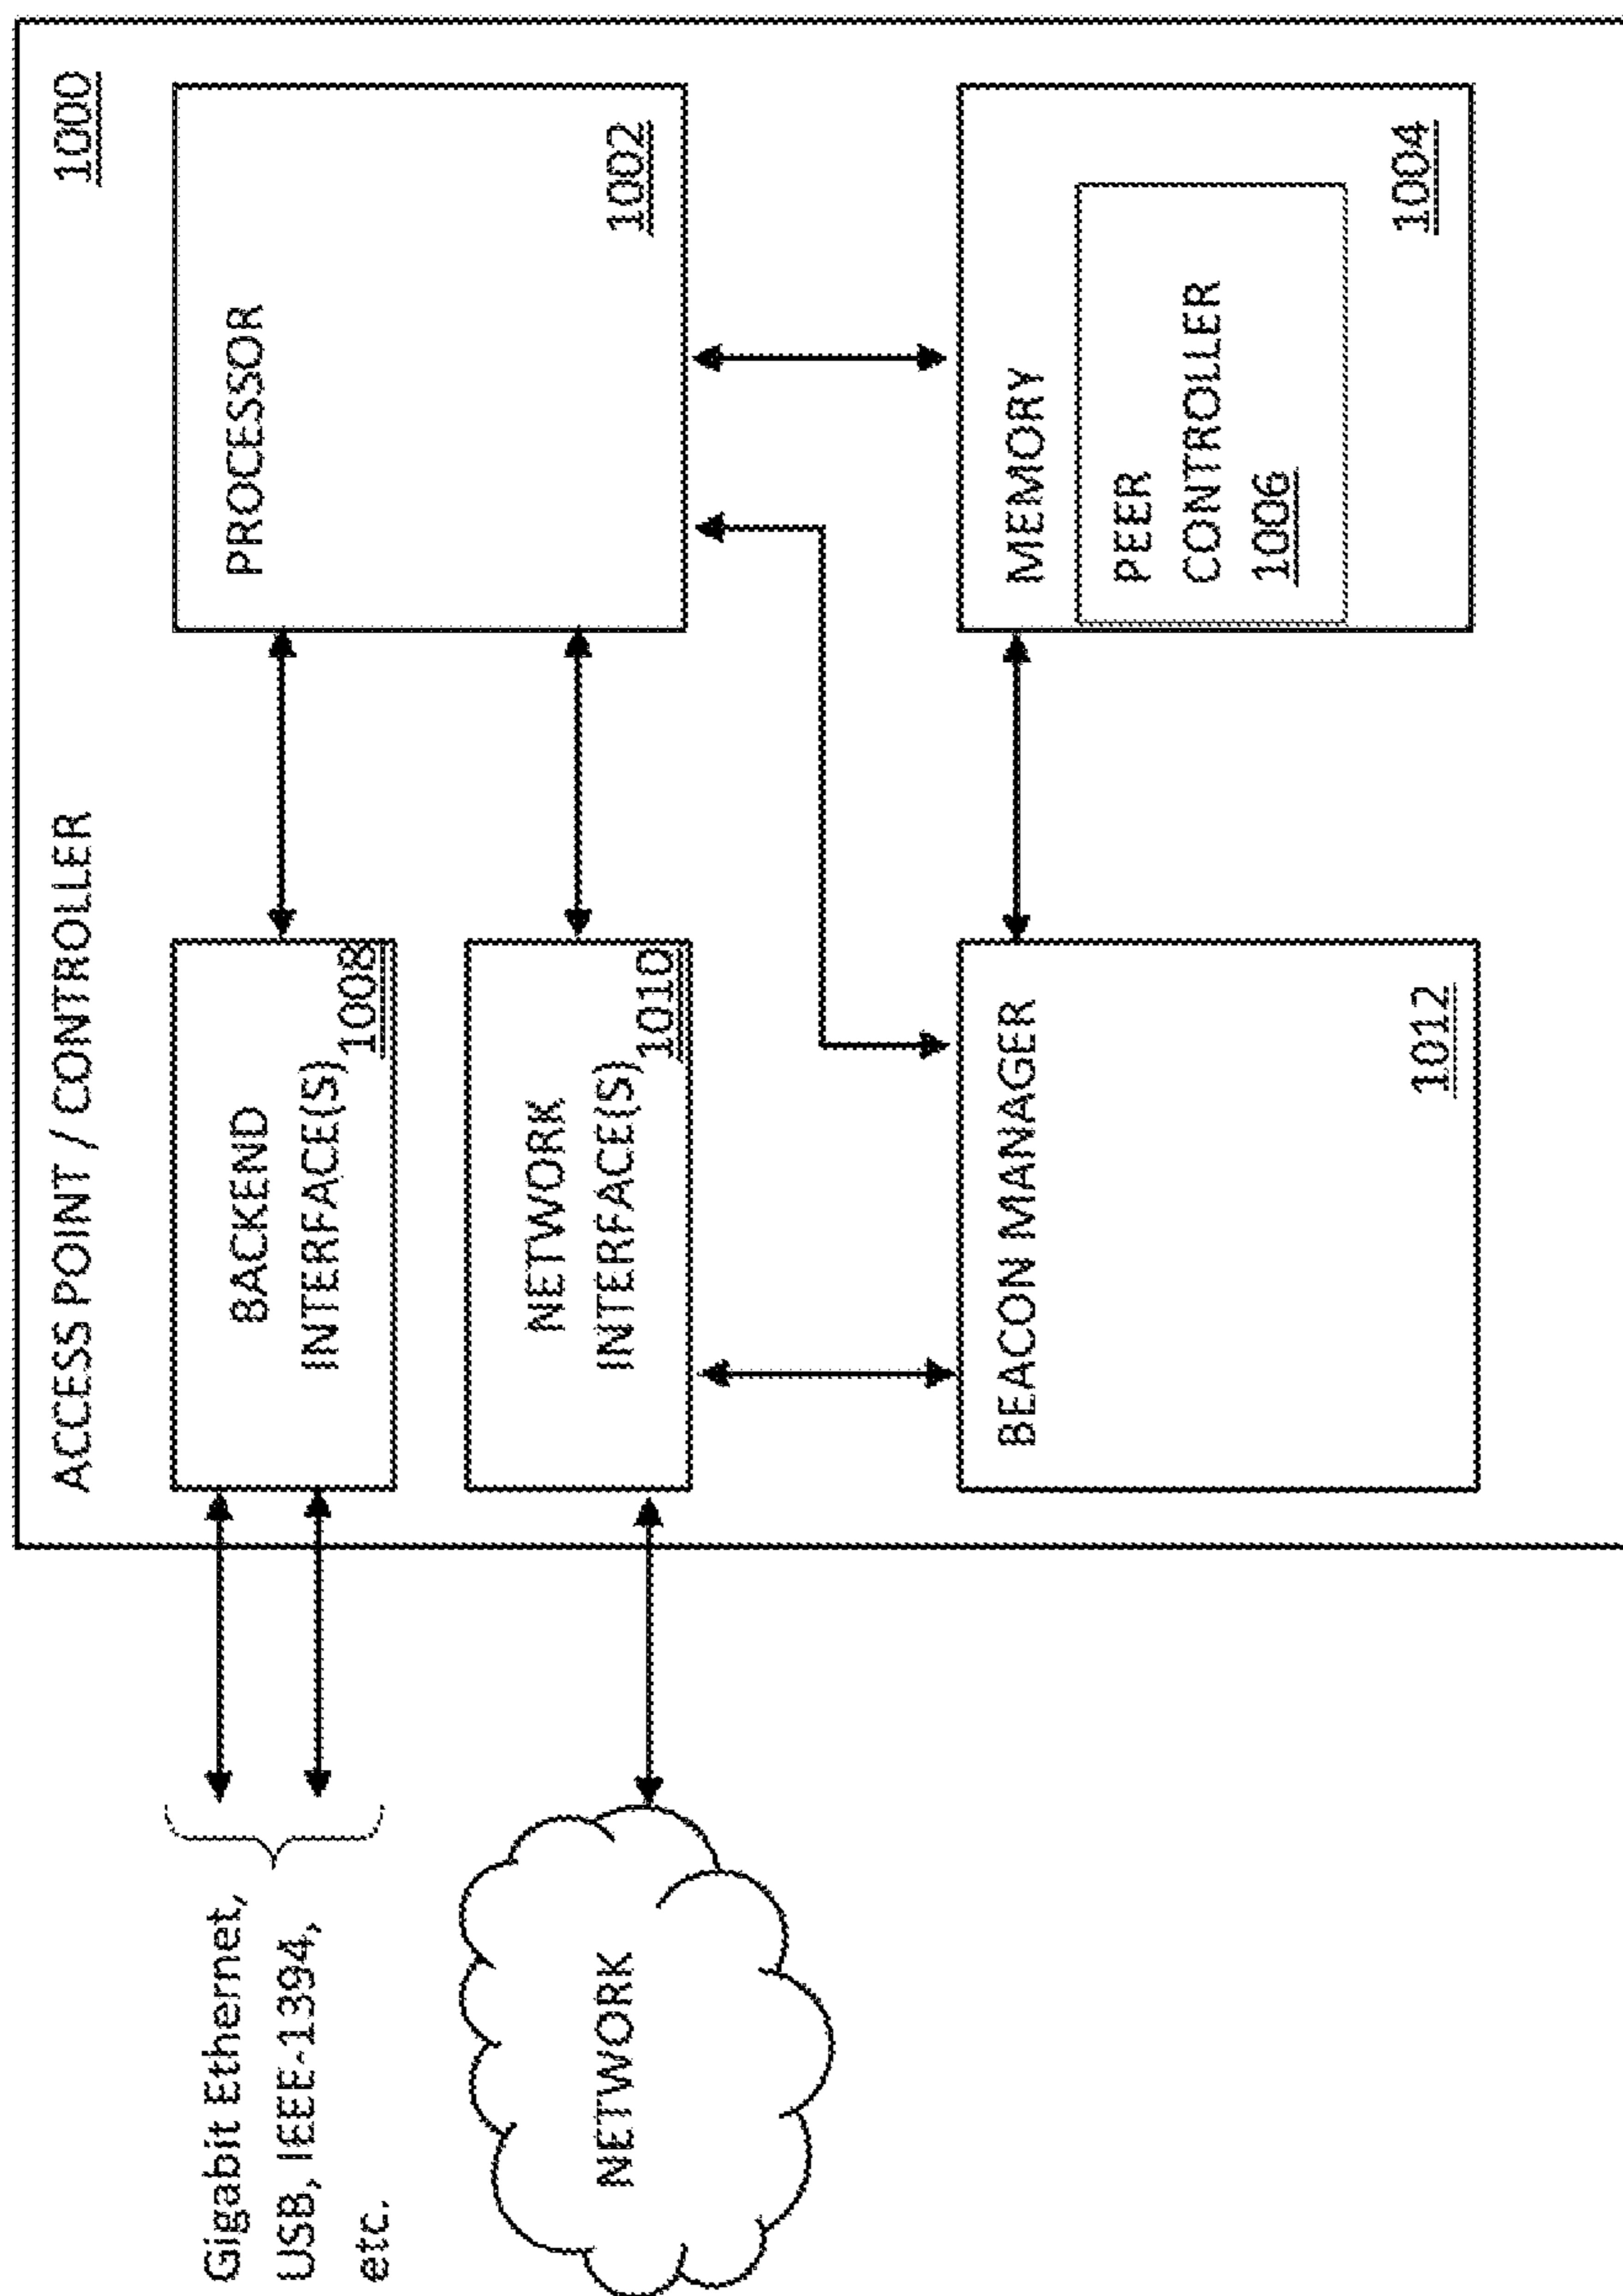 ACCESS POINT / CONTROLLER
1000
Gigabit Ethernet,
USB, IEEE-1394,
etc.
BACKEND
INTERFACE(S)
1008
PROCESSOR
1002
NETWORK
NETWORK
INTERFACE(S)
1010
BEACON MANAGER
1012
MEMORY
PEER
CONTROLLER
1006
1004